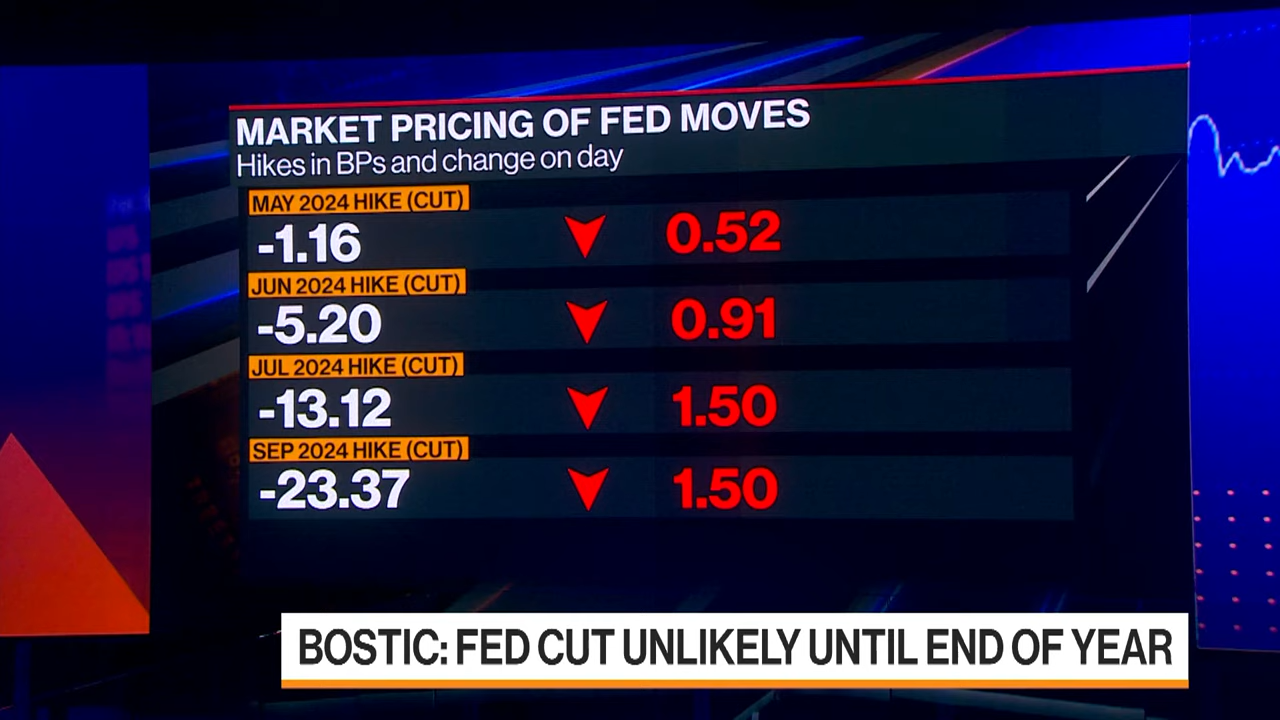 MARKET PRICING OF FED MOVES
Hikes in BPs and change on day
MAY 2024 HIKE (CUT)
-1.16 0.52
JUN 2024 HIKE (CUT)
-5.20 0.91
JUL 2024 HIKE (CUT)
-13.12 1.50
SEP 2024 HIKE (CUT)
-23.37 1.50
BOSTIC: FED CUT UNLIKELY UNTIL END OF YEAR